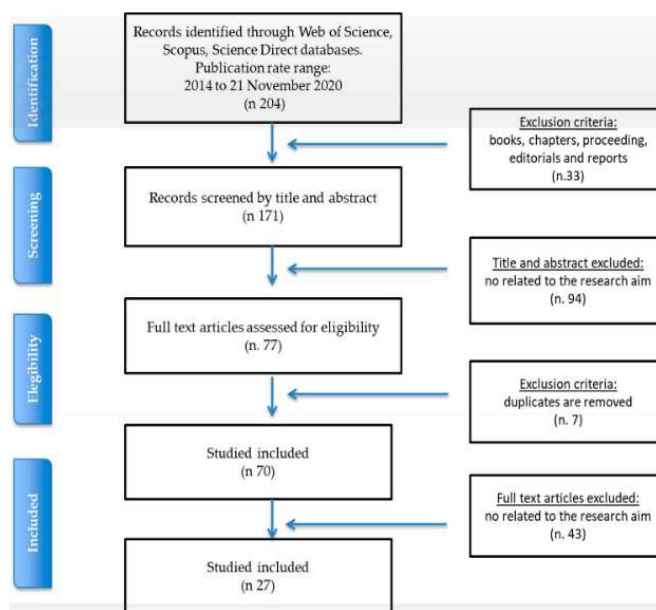 Identification
Records identified through Web of Science,
Scopus, Science Direct databases.
Publication rate range:
2014 to 21 November 2020
(n 204)
Exclusion criteria:
books, chapters, proceeding,
editorials and reports
(n.33)
Screening
Records screened by title and abstract
(n 171)
Title and abstract excluded:
no related to the research aim
(n. 94)
Elegibility
Full text articles assessed for eligibility
(n. 77)
Exclusion criteria:
duplicates are removed
(n. 7)
Studied included
(n 70)
Included
Full text articles excluded:
no related to the research aim
(n. 43)
Studied included
(n 27)